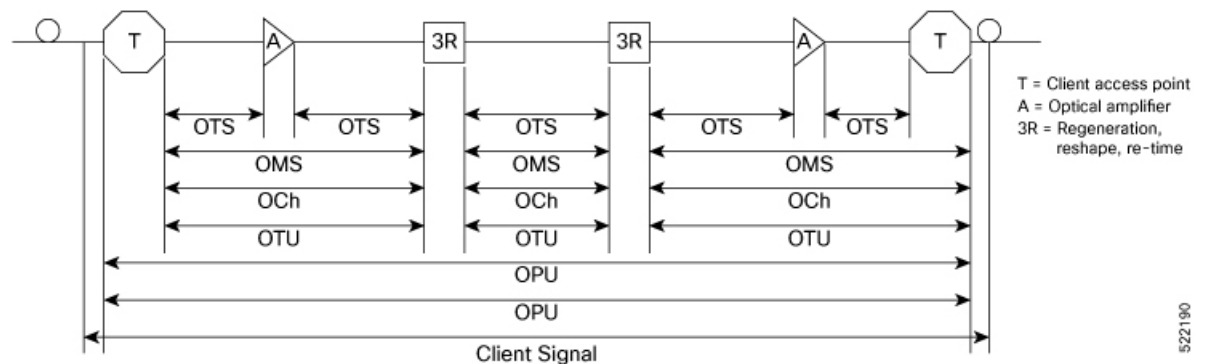 T A 3R 3R A T
T = Client access point
A = Optical amplifier
3R = Regeneration,
reshape, re-time
OTS OTS OTS OTS OTS
OMS OMS OMS
OCh OCh OCh
OTU OTU OTU
OPU
OPU
Client Signal
522190